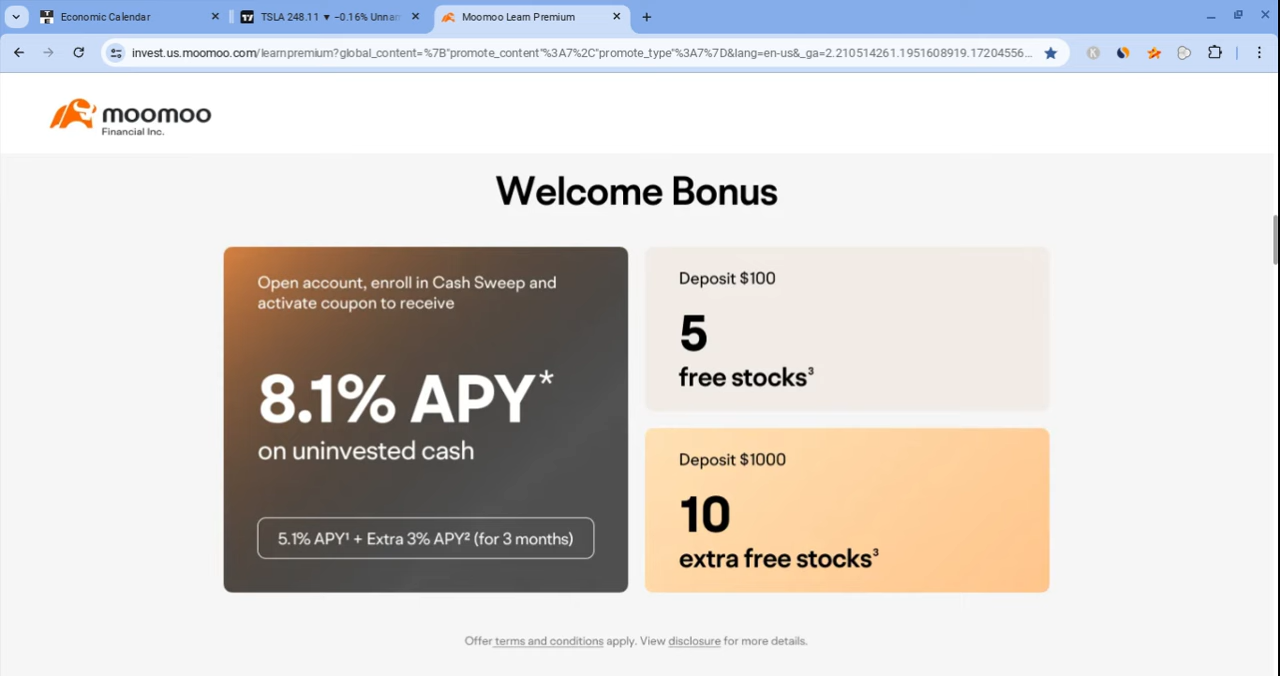 Economic Calendar
TSLA 248.11 ▼ −0.16% Unnar
Moomoo Learn Premium
invest.us.moomoo.com/learnpremium?global_content=%7B"promote_content"%3A7%2C"promote_type"%3A7%7D&lang=en-us&_ga=2.210514261.1951608919.17204556...
moomoo
Financial Inc.
Welcome Bonus
Open account, enroll in Cash Sweep and
activate coupon to receive
8.1% APY*
on uninvested cash
5.1% APY¹ + Extra 3% APY² (for 3 months)
Deposit $100
5
free stocks³
Deposit $1000
10
extra free stocks³
Offer terms and conditions apply. View disclosure for more details.